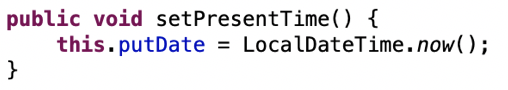 public void setPresentTime() {
    this.putDate = LocalDateTime.now();
}